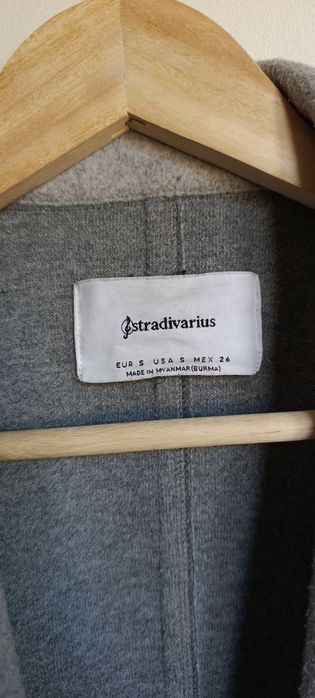 stradivarius
EUR S USA S MEX 26
MADE IN MYANMAR (BURMA)